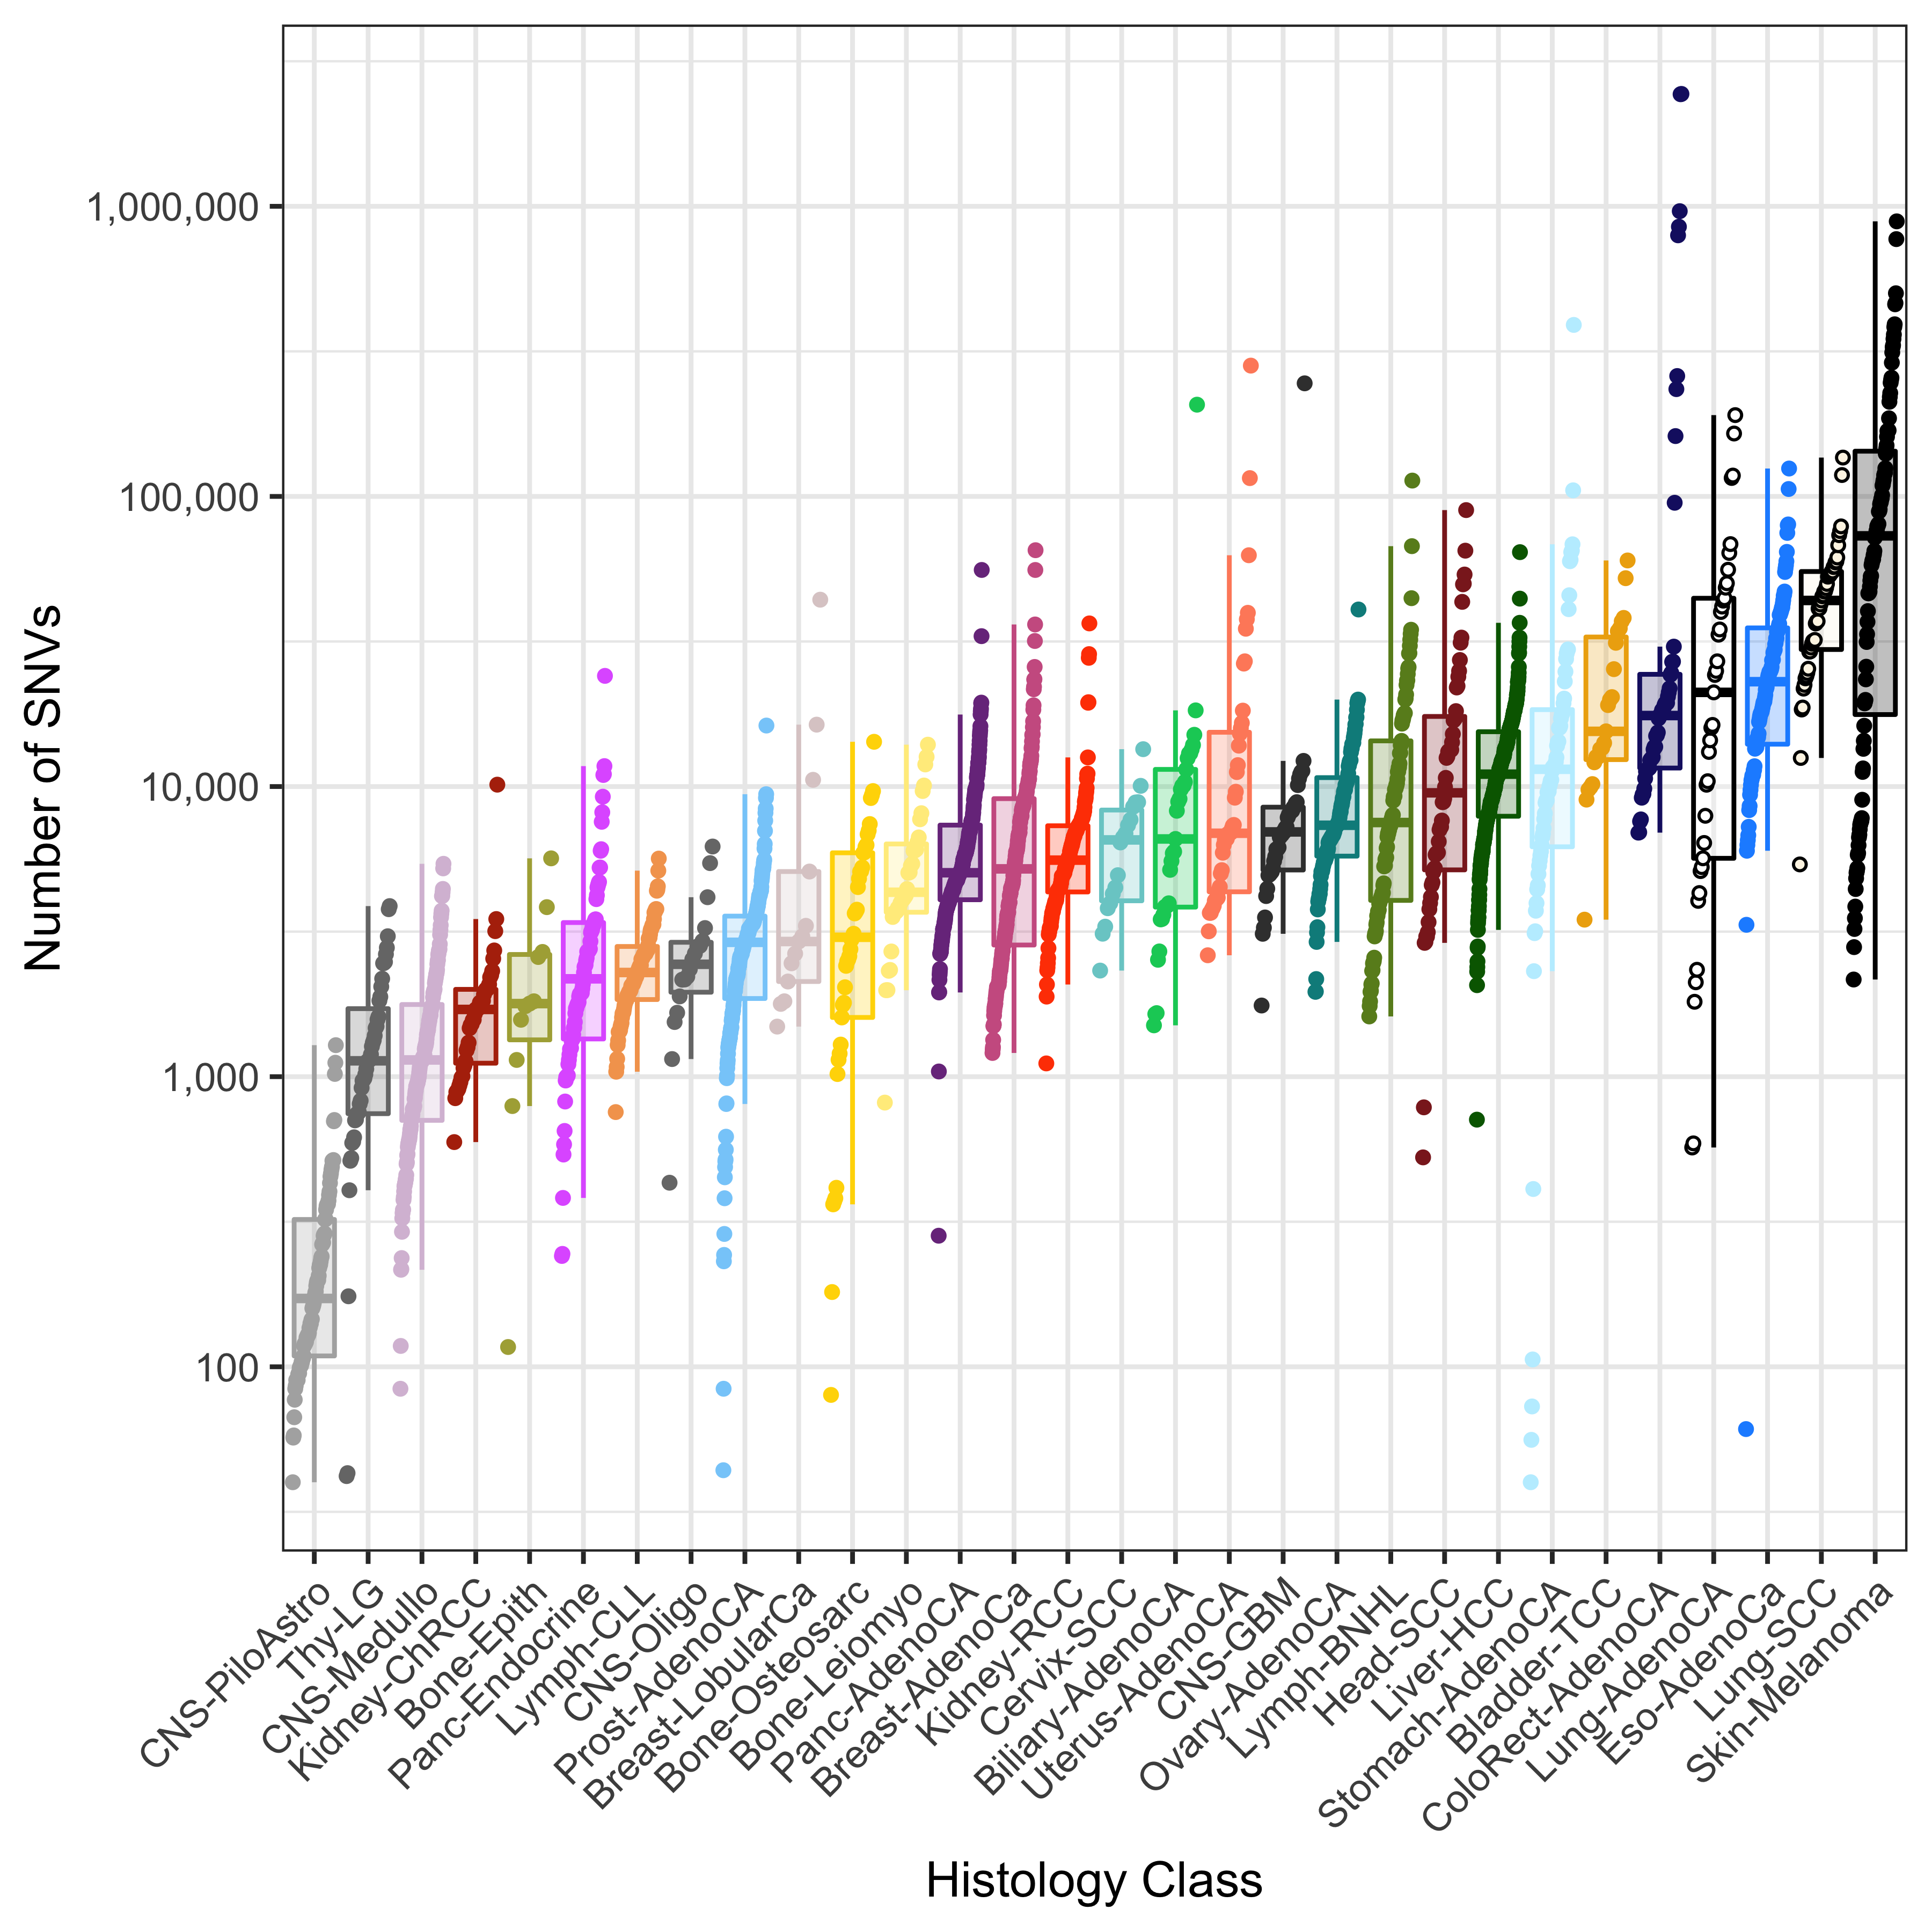 Number of SNVs
1,000,000
100,000
10,000
1,000
100
CNS-PiloAstro
Thy-LG
CNS-Medullo
Kidney-ChRCC
Bone-Epith
Panc-Endocrine
Lymph-CLL
CNS-Oligo
Prost-AdenoCA
Breast-LobularCa
Bone-Osteosarc
Bone-Leiomyo
Panc-AdenoCA
Breast-AdenoCa
Kidney-RCC
Cervix-SCC
Biliary-AdenoCA
Uterus-AdenoCA
CNS-GBM
Ovary-AdenoCA
Lymph-BNHL
Head-SCC
Liver-HCC
Stomach-AdenoCA
Bladder-TCC
ColoRect-AdenoCA
Lung-AdenoCA
Eso-AdenoCa
Lung-SCC
Skin-Melanoma
Histology Class